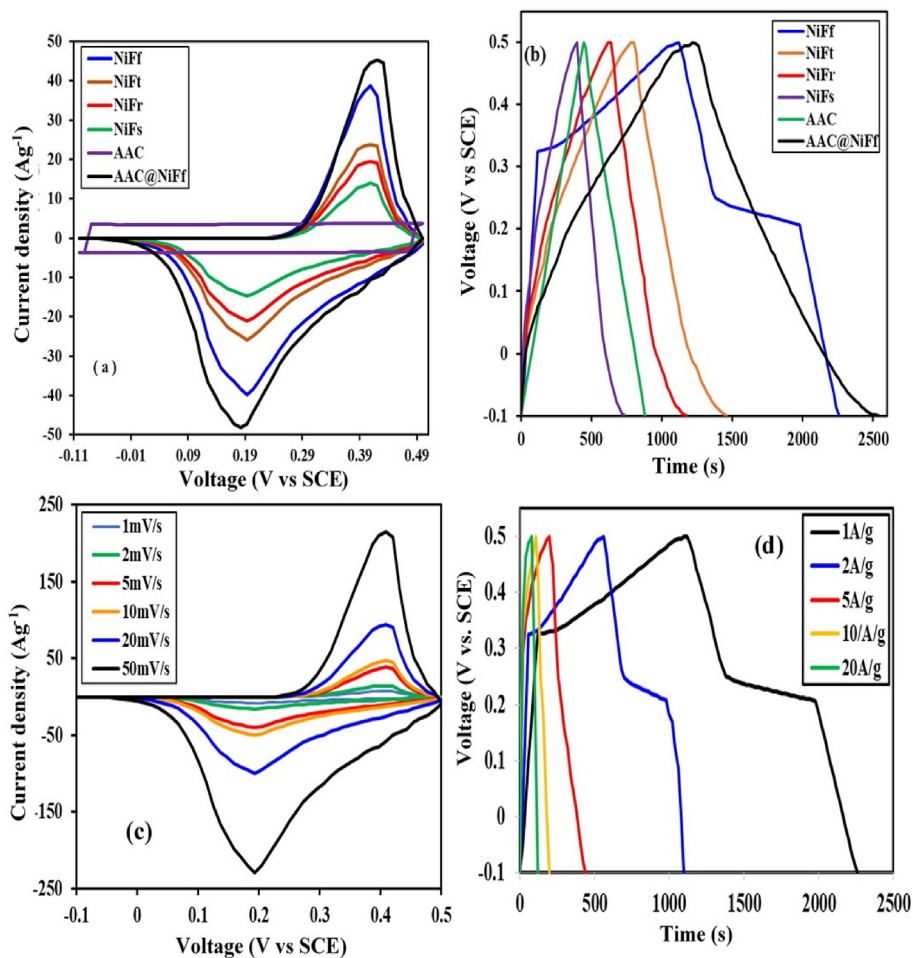 50
40
30
20
10
0
-10
-20
-30
-40
-50
Current density (Ag⁻¹)
NiFf
NiFt
NiFr
NiFs
AAC
AAC@NiFf
(a)
-0.11
-0.01
0.09
0.19
0.29
0.39
0.49
Voltage (V vs SCE)
0.5
0.4
0.3
0.2
0.1
0
-0.1
Voltage (V vs SCE)
(b)
NiFf
NiFt
NiFr
NiFs
AAC
AAC@NiFf
0
500
1000
1500
2000
2500
Time (s)
250
150
50
-50
-150
-250
Current density (Ag⁻¹)
1mV/s
2mV/s
5mV/s
10mV/s
20mV/s
50mV/s
(c)
-0.1
0
0.1
0.2
0.3
0.4
0.5
Voltage (V vs SCE)
0.5
0.4
0.3
0.2
0.1
0
-0.1
Voltage (V vs. SCE)
(d)
1A/g
2A/g
5A/g
10/A/g
20A/g
0
500
1000
1500
2000
2500
Time (s)